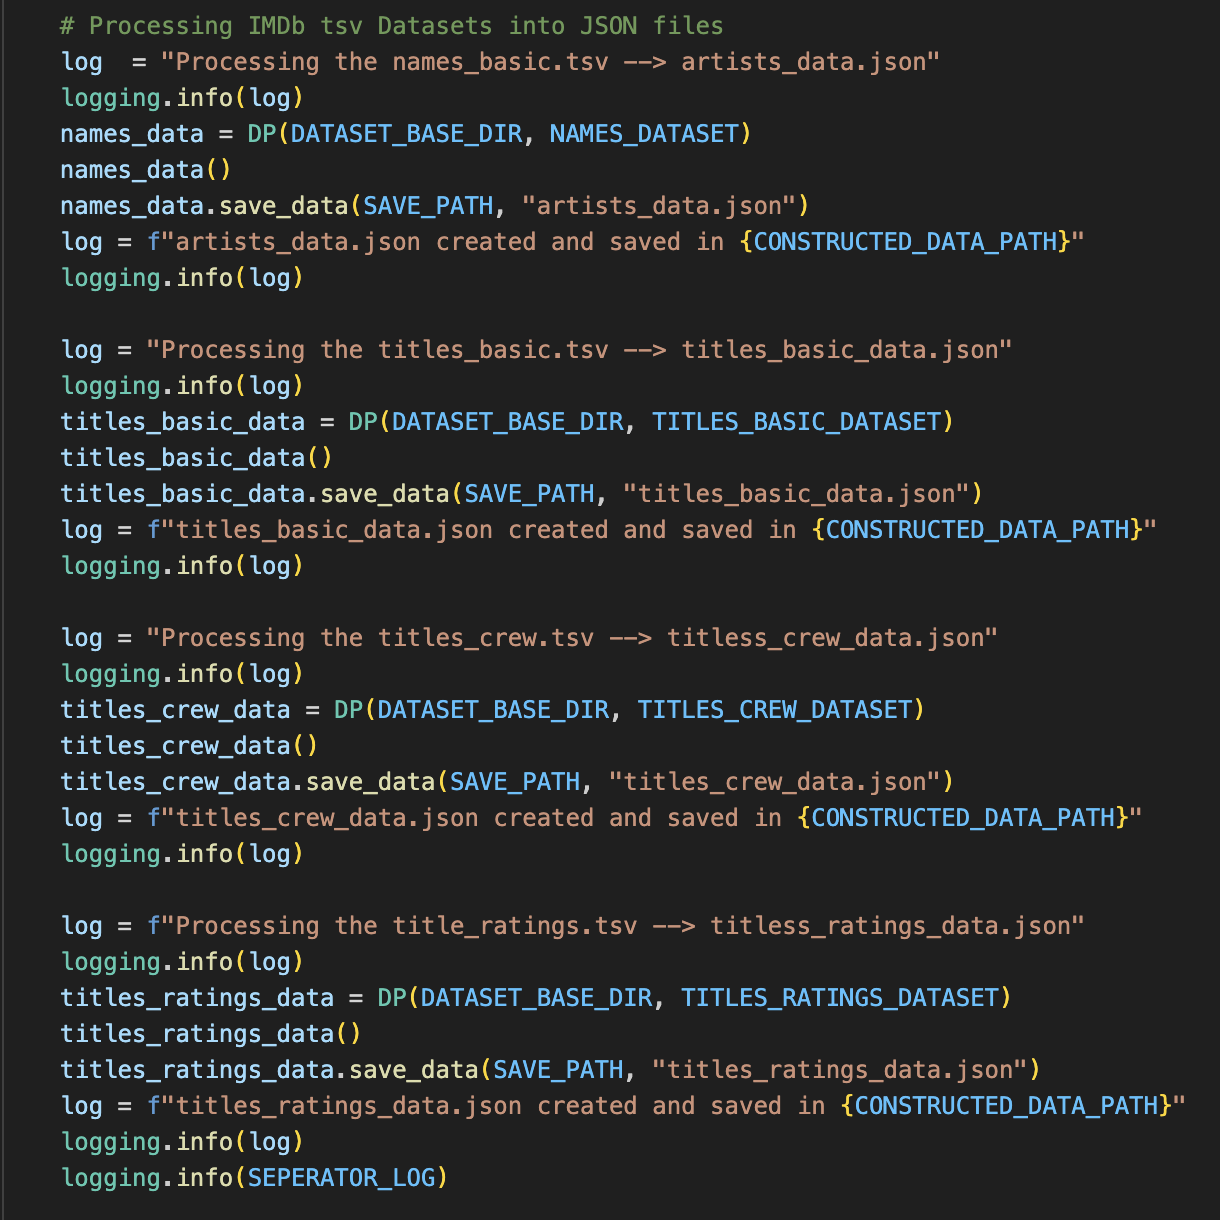 # Processing IMDb tsv Datasets into JSON files
log  = "Processing the names_basic.tsv --> artists_data.json"
logging.info(log)
names_data = DP(DATASET_BASE_DIR, NAMES_DATASET)
names_data()
names_data.save_data(SAVE_PATH, "artists_data.json")
log = f"artists_data.json created and saved in {CONSTRUCTED_DATA_PATH}"
logging.info(log)

log = "Processing the titles_basic.tsv --> titles_basic_data.json"
logging.info(log)
titles_basic_data = DP(DATASET_BASE_DIR, TITLES_BASIC_DATASET)
titles_basic_data()
titles_basic_data.save_data(SAVE_PATH, "titles_basic_data.json")
log = f"titles_basic_data.json created and saved in {CONSTRUCTED_DATA_PATH}"
logging.info(log)

log = "Processing the titles_crew.tsv --> titless_crew_data.json"
logging.info(log)
titles_crew_data = DP(DATASET_BASE_DIR, TITLES_CREW_DATASET)
titles_crew_data()
titles_crew_data.save_data(SAVE_PATH, "titles_crew_data.json")
log = f"titles_crew_data.json created and saved in {CONSTRUCTED_DATA_PATH}"
logging.info(log)

log = f"Processing the title_ratings.tsv --> titless_ratings_data.json"
logging.info(log)
titles_ratings_data = DP(DATASET_BASE_DIR, TITLES_RATINGS_DATASET)
titles_ratings_data()
titles_ratings_data.save_data(SAVE_PATH, "titles_ratings_data.json")
log = f"titles_ratings_data.json created and saved in {CONSTRUCTED_DATA_PATH}"
logging.info(log)
logging.info(SEPERATOR_LOG)